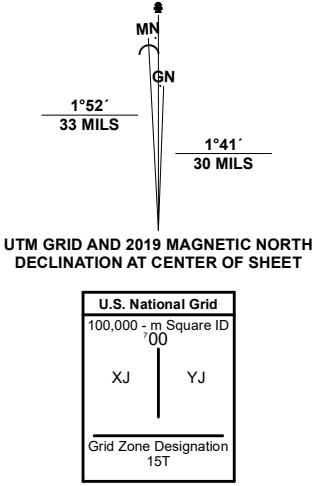 MN
GN
1°52´
33 MILS
1°41´
30 MILS
UTM GRID AND 2019 MAGNETIC NORTH
DECLINATION AT CENTER OF SHEET
U.S. National Grid
100,000 - m Square ID
⁷00
XJ YJ
Grid Zone Designation
15T